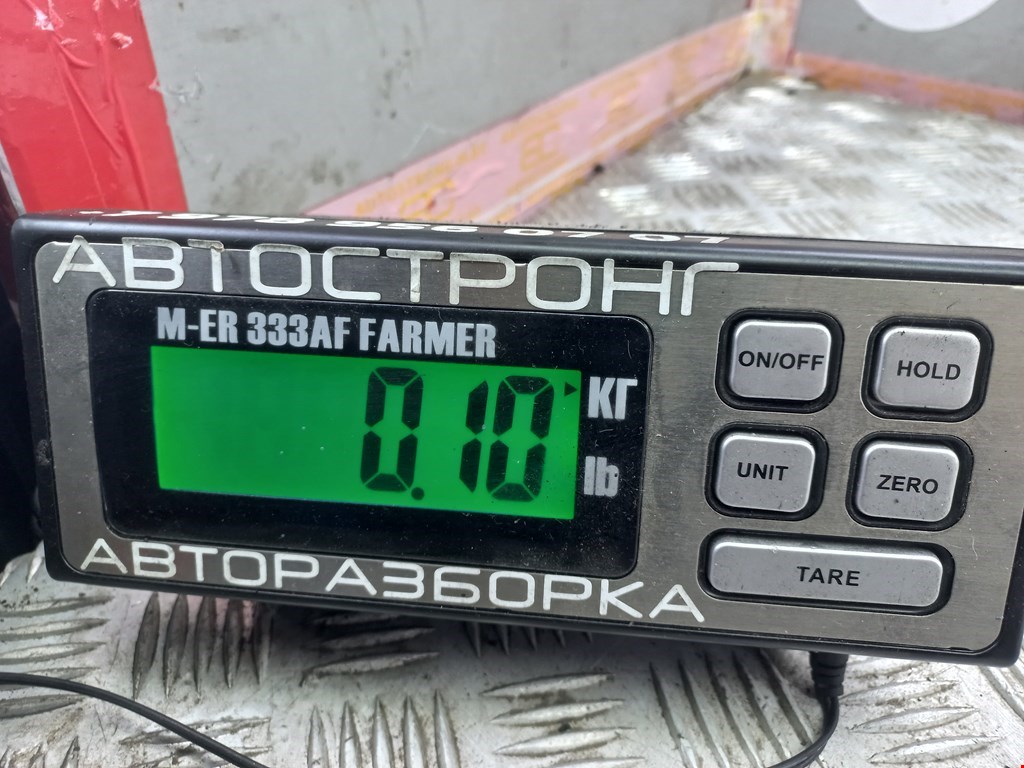 АВТОСТРОНГ
M-ER 333AF FARMER
0.10
КГ
lb
ON/OFF
HOLD
UNIT
ZERO
TARE
АВТОРАЗБОРКА